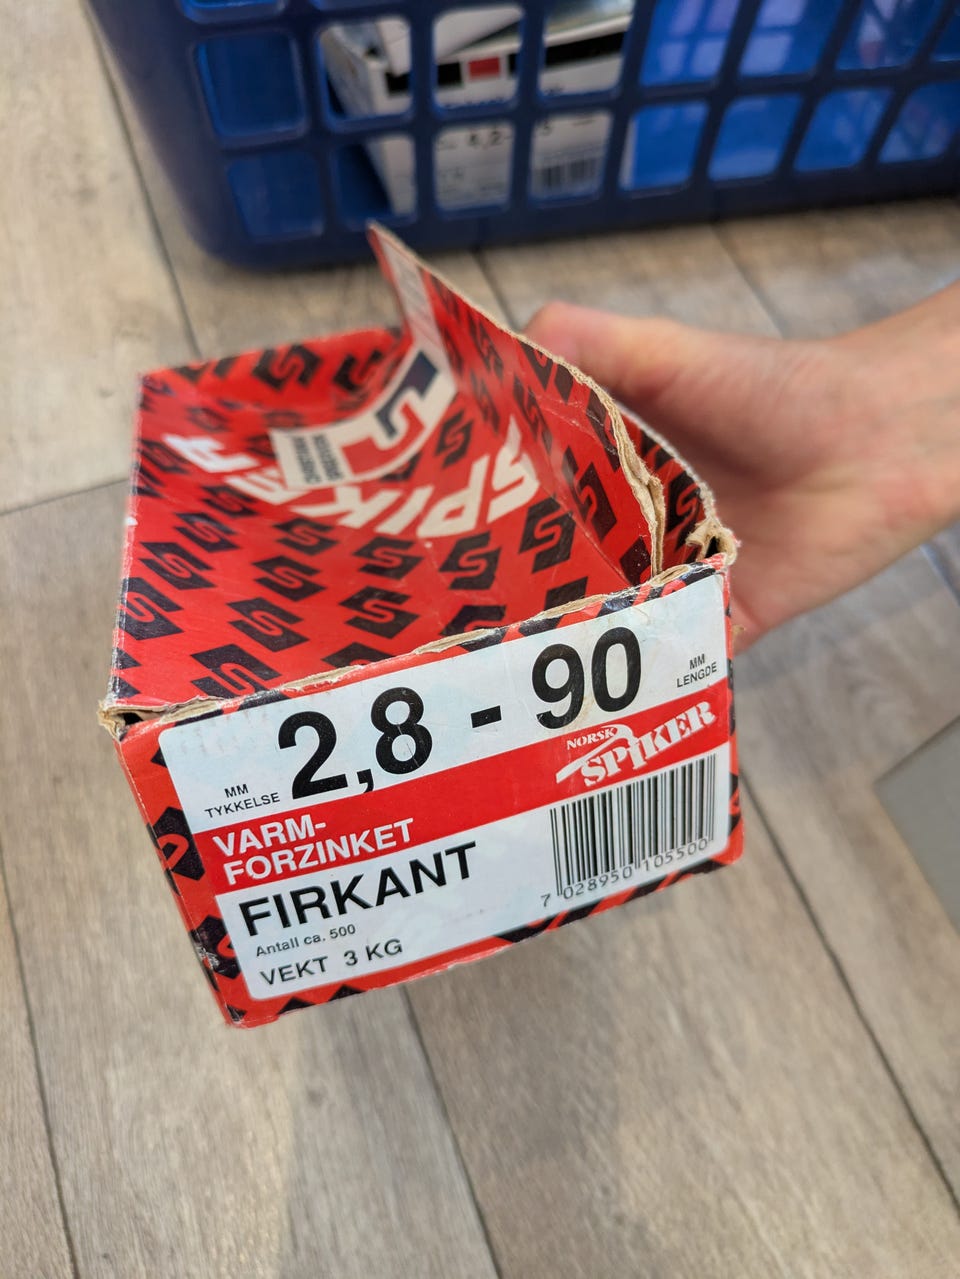 SPIKER
2,8 - 90
MM
TYKKELSE
MM
LENGDE
NORSK
SPIKER
VARM-
FORZINKET
FIRKANT
Antall ca. 500
VEKT 3 KG
7 028950 105500